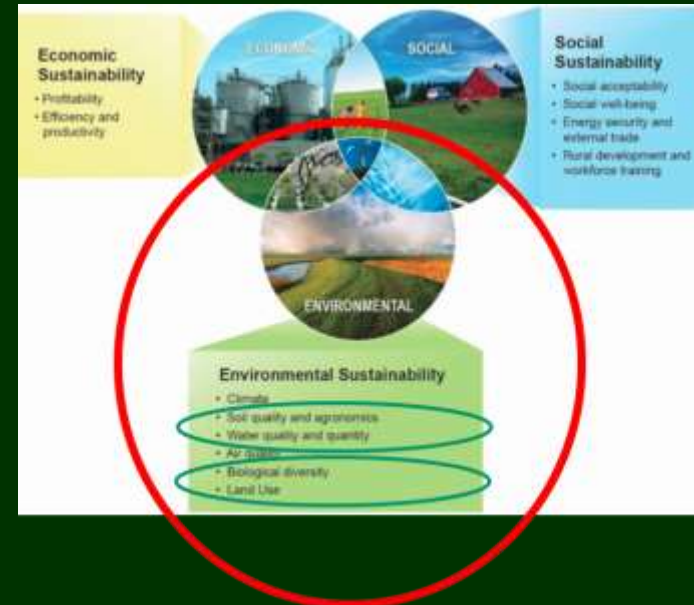 Economic
Sustainability
• Profitability
• Efficiency and
productivity
ECONOMIC
SOCIAL
Social
Sustainability
• Social acceptability
• Social well-being
• Energy security and
external trade
• Rural development and
workforce training
ENVIRONMENTAL
Environmental Sustainability
• Climate
• Soil quality and agronomics
• Water quality and quantity
• Air quality
• Biological diversity
• Land Use